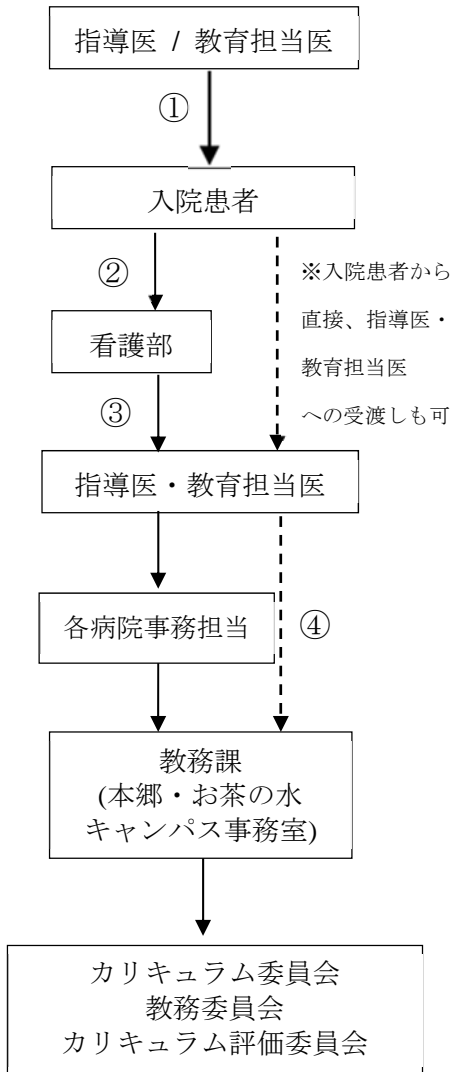 指導医 / 教育担当医
①
入院患者
②
※入院患者から
直接、指導医・
教育担当医
への受渡しも可
看護部
③
指導医・教育担当医
各病院事務担当
④
教務課
(本郷・お茶の水
キャンパス事務室)
カリキュラム委員会
教務委員会
カリキュラム評価委員会